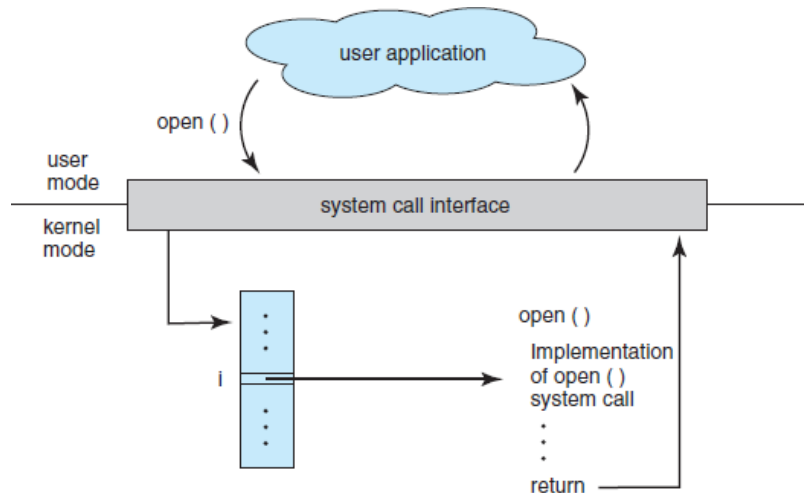 user application
open ( )
user
mode
system call interface
kernel
mode
open ( )
Implementation
of open ( )
system call
i
return